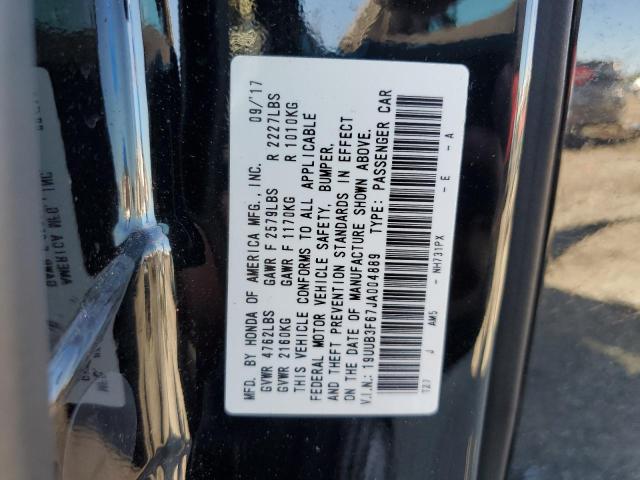 MFD. BY HONDA OF AMERICA MFG., INC. 09/17
GVWR 4762LBS GAWR F 2579LBS R 2227LBS
GVWR 2160KG GAWR F 1170KG R 1010KG
THIS VEHICLE CONFORMS TO ALL APPLICABLE
FEDERAL MOTOR VEHICLE SAFETY, BUMPER,
AND THEFT PREVENTION STANDARDS IN EFFECT
ON THE DATE OF MANUFACTURE SHOWN ABOVE.
V.I.N.: 19UUB3F67JA004889 TYPE: PASSENGER CAR
T27 J AM5 - NH731PX - E - A